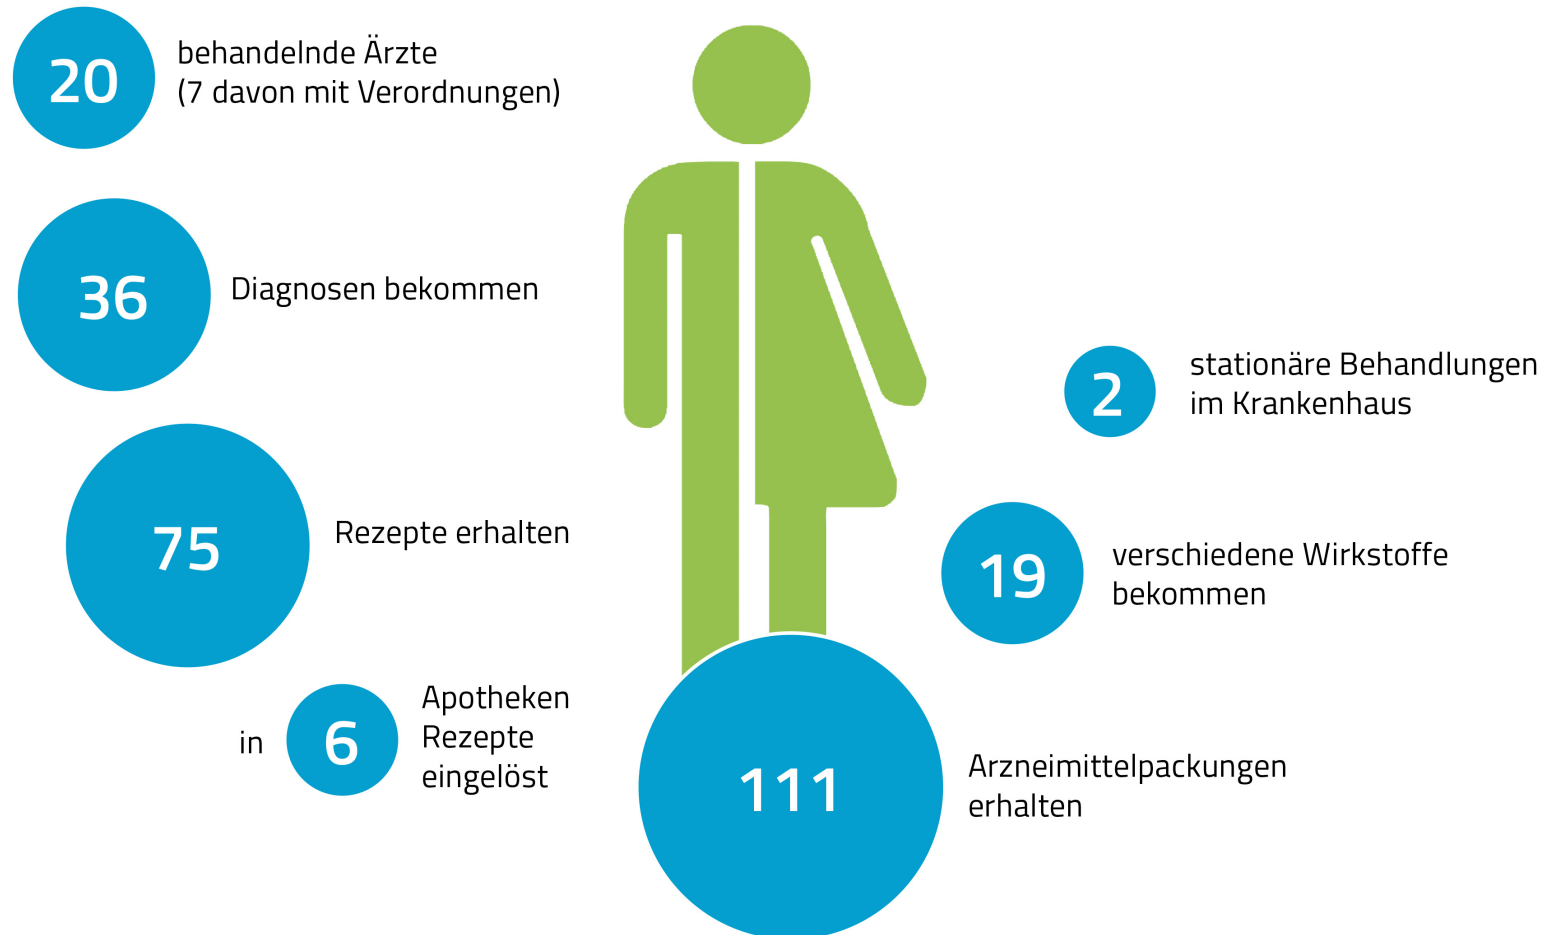 20
behandelnde Ärzte
(7 davon mit Verordnungen)
36
Diagnosen bekommen
75
Rezepte erhalten
in
6
Apotheken
Rezepte
eingelöst
2
stationäre Behandlungen
im Krankenhaus
19
verschiedene Wirkstoffe
bekommen
111
Arzneimittelpackungen
erhalten